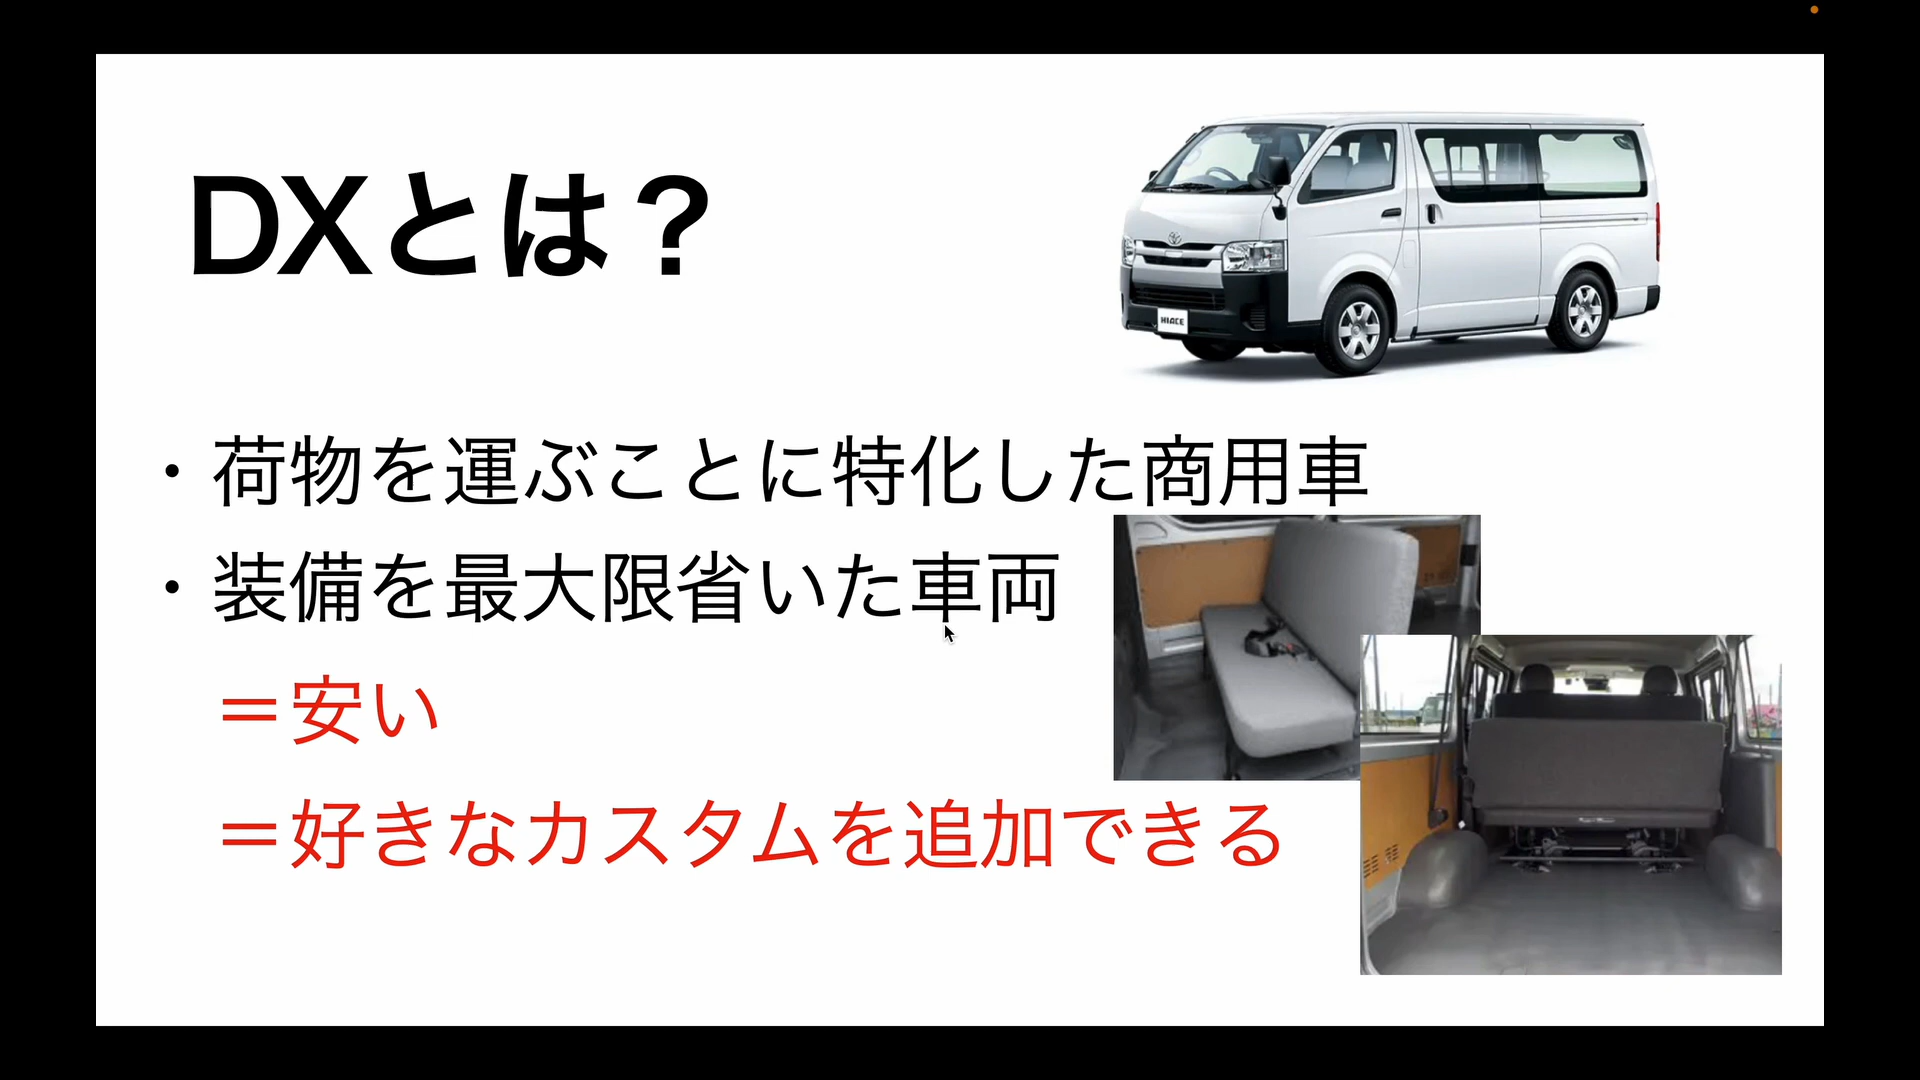 DXとは？
HIACE
・荷物を運ぶことに特化した商用車
・装備を最大限省いた車両
＝安い
＝好きなカスタムを追加できる